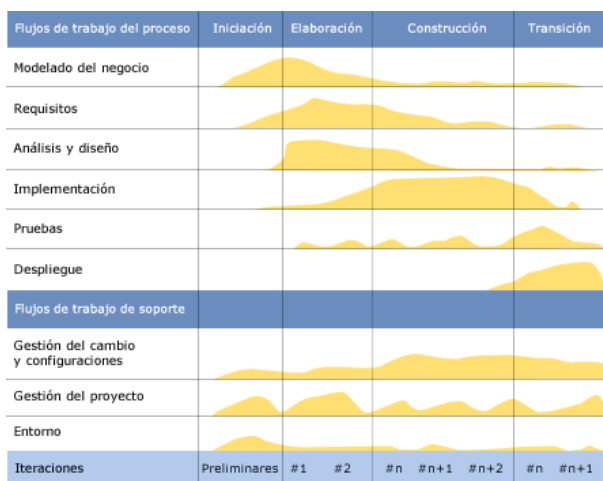 Flujos de trabajo del proceso Iniciación Elaboración Construcción Transición
Modelado del negocio
Requisitos
Análisis y diseño
Implementación
Pruebas
Despliegue
Flujos de trabajo de soporte
Gestión del cambio
y configuraciones
Gestión del proyecto
Entorno
Iteraciones Preliminares #1 #2 #n #n+1 #n+2 #n #n+1